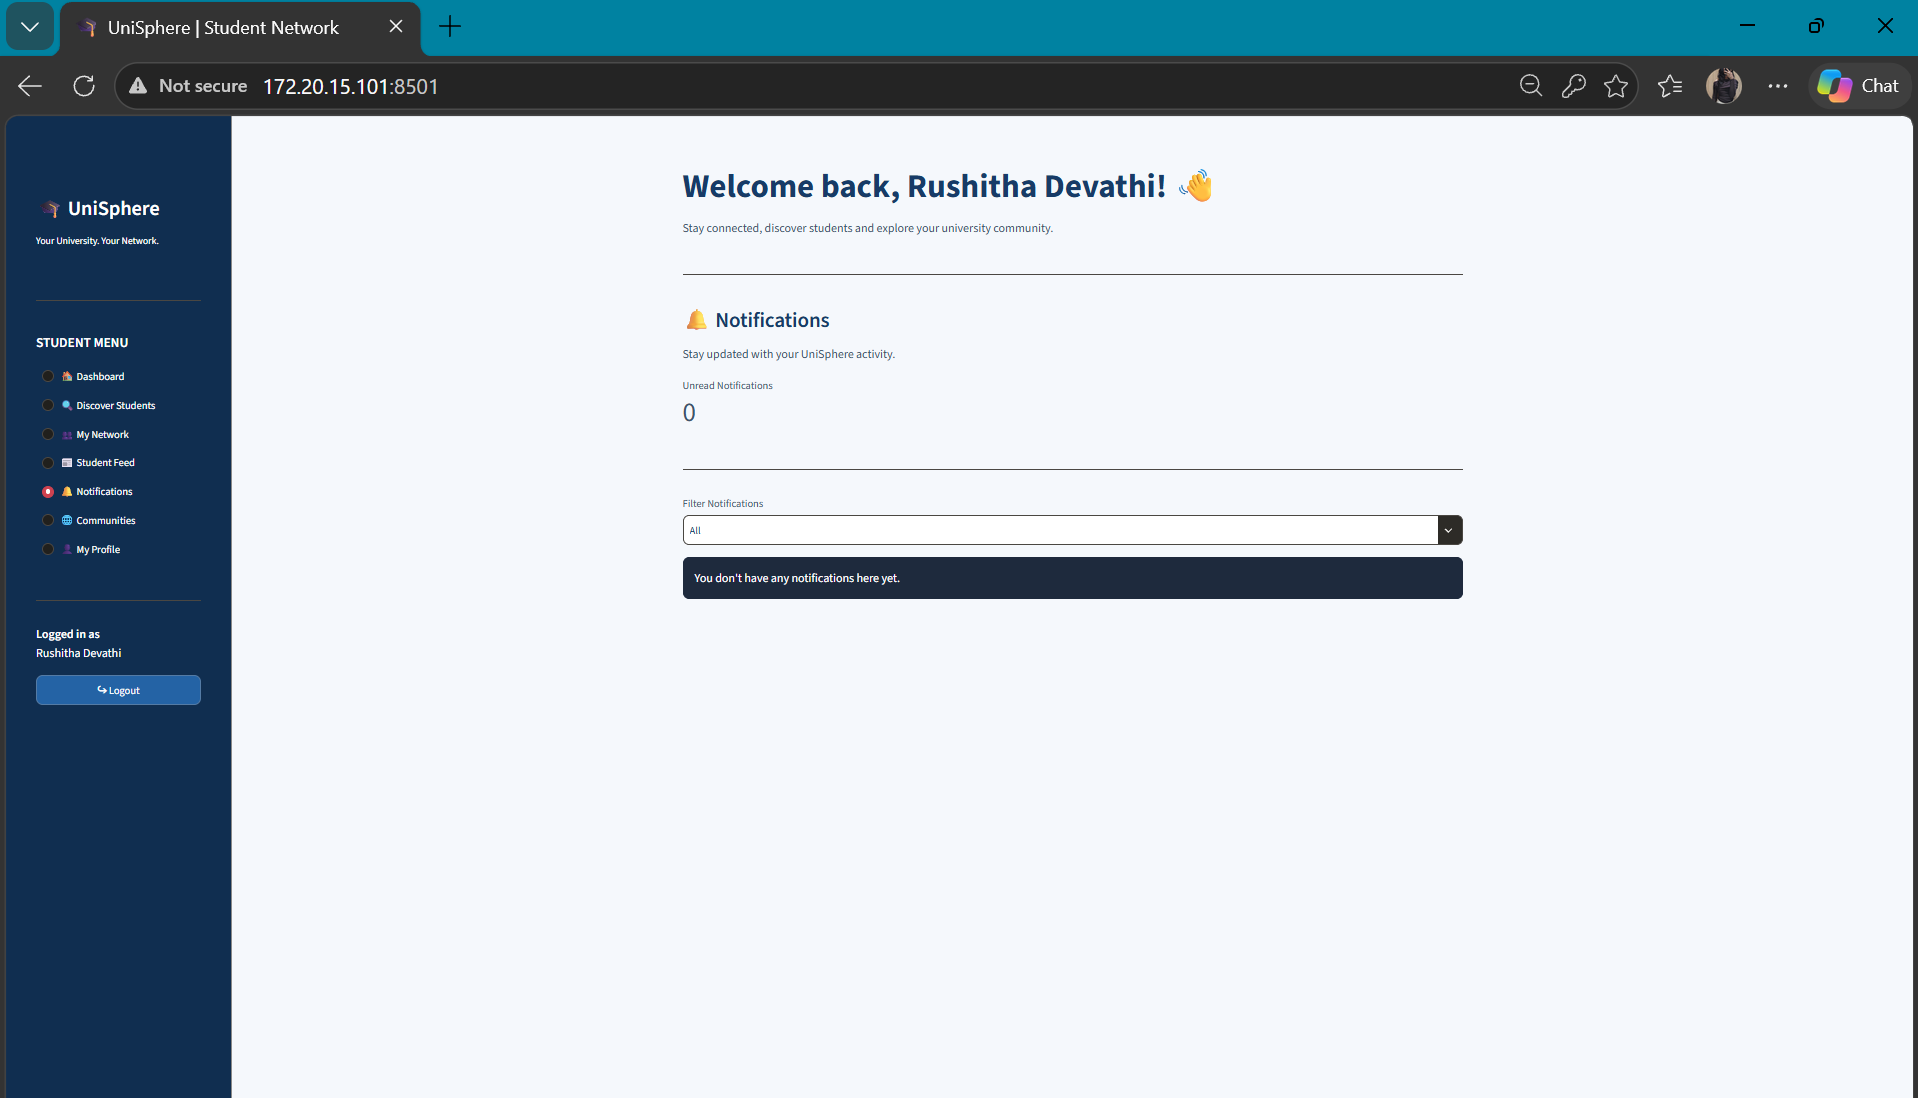 UniSphere | Student Network
Not secure 172.20.15.101:8501
Chat
UniSphere
Your University. Your Network.
STUDENT MENU
Dashboard
Discover Students
My Network
Student Feed
Notifications
Communities
My Profile
Logged in as
Rushitha Devathi
Logout
Welcome back, Rushitha Devathi!
Stay connected, discover students and explore your university community.
Notifications
Stay updated with your UniSphere activity.
Unread Notifications
0
Filter Notifications
All
You don't have any notifications here yet.